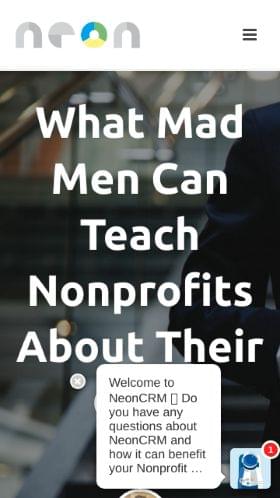 neon
What Mad
Men Can
Teach
Nonprofits
About Their
Welcome to
NeonCRM ▯ Do
you have any
questions about
NeonCRM and
how it can benefit
your Nonprofit ...
1